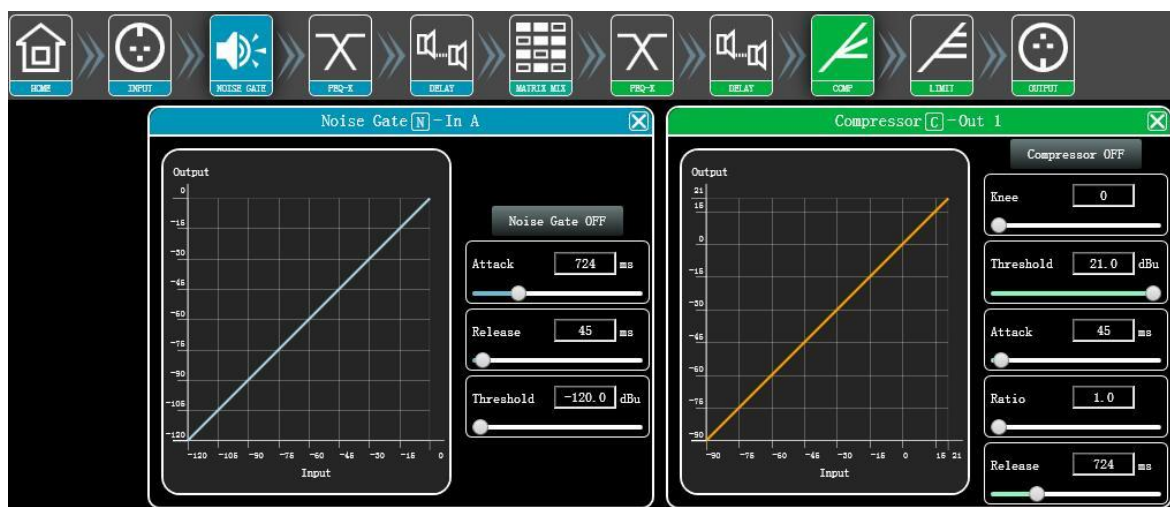 HOME INPUT NOISE GATE PEQ-X DELAY MATRIX MIX PEQ-X DELAY COMP LIMIT OUTPUT
Noise Gate N -In A
Output
0
-15
-30
-45
-60
-75
-90
-105
-120
-120 -105 -90 -75 -60 -45 -30 -15 0
Input
Noise Gate OFF
Attack 724 ms
Release 45 ms
Threshold -120.0 dBu
Compressor C -Out 1
Output
21
15
0
-15
-30
-45
-60
-75
-90
-90 -75 -60 -45 -30 -15 0 15 21
Input
Compressor OFF
Knee 0
Threshold 21.0 dBu
Attack 45 ms
Ratio 1.0
Release 724 ms